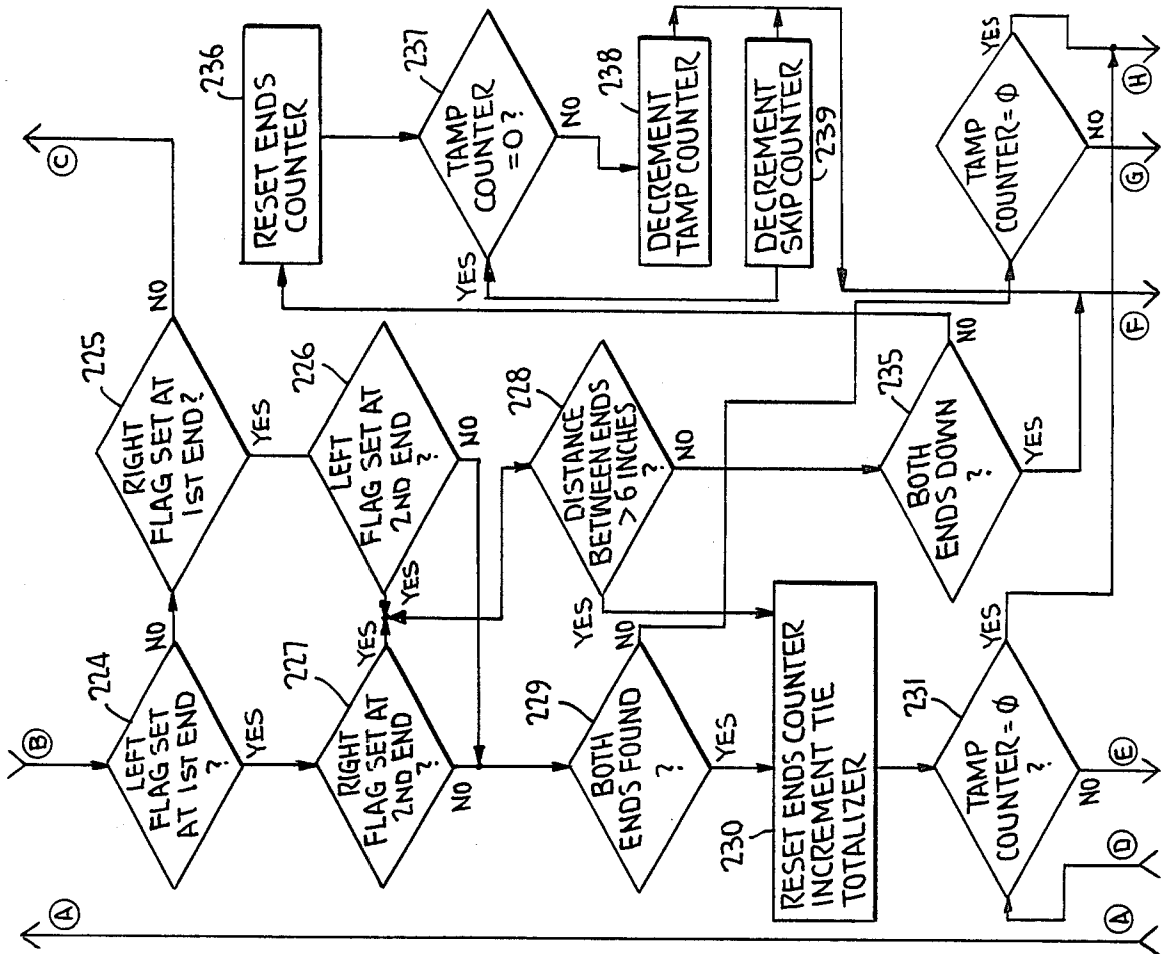 B
224
LEFT
FLAG SET
AT 1ST END
?
NO
YES
225
RIGHT
FLAG SET AT
1ST END?
NO
YES
C
227
RIGHT
FLAG SET AT
2ND END
?
YES
NO
226
LEFT
FLAG SET AT
2ND END
?
YES
NO
236
RESET ENDS
COUNTER
237
TAMP
COUNTER
=0?
YES
NO
238
DECREMENT
TAMP COUNTER
DECREMENT
SKIP COUNTER
239
228
DISTANCE
BETWEEN ENDS
> 6 INCHES
?
YES
NO
229
BOTH
ENDS FOUND
?
NO
YES
230
RESET ENDS COUNTER
INCREMENT TIE
TOTALIZER
235
BOTH
ENDS DOWN
?
NO
YES
231
TAMP
COUNTER=Ø
?
YES
NO
TAMP
COUNTER=Ø
YES
NO
A
A
D
E
F
G
H